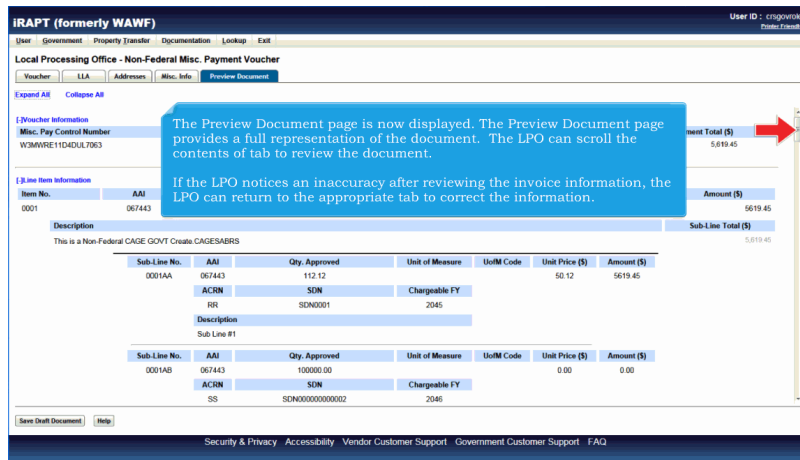 iRAPT (formerly WAWF)
User ID : crsgovrol
Printer Friendl
User Government Property Transfer Documentation Lookup Exit
Local Processing Office - Non-Federal Misc. Payment Voucher
Voucher LLA Addresses Misc. Info Preview Document
Expand All Collapse All
[-]Voucher Information
Misc. Pay Control Number ment Total ($)
W3MWRE11D4DUL7063 5,619.45
The Preview Document page is now displayed. The Preview Document page
provides a full representation of the document. The LPO can scroll the
contents of tab to review the document.
If the LPO notices an inaccuracy after reviewing the invoice information, the
LPO can return to the appropriate tab to correct the information.
[-]Line Item Information
Item No. AAI Amount ($)
0001 067443 5619.45
Description Sub-Line Total ($)
This is a Non-Federal CAGE GOVT Create.CAGESABRS 5,619.45
Sub-Line No. AAI Qty. Approved Unit of Measure UofM Code Unit Price ($) Amount ($)
0001AA 067443 112.12 50.12 5619.45
ACRN SDN Chargeable FY
RR SDN0001 2045
Description
Sub Line #1
Sub-Line No. AAI Qty. Approved Unit of Measure UofM Code Unit Price ($) Amount ($)
0001AB 067443 100000.00 0.00 0.00
ACRN SDN Chargeable FY
SS SDN000000000002 2046
Save Draft Document Help
Security & Privacy Accessibility Vendor Customer Support Government Customer Support FAQ